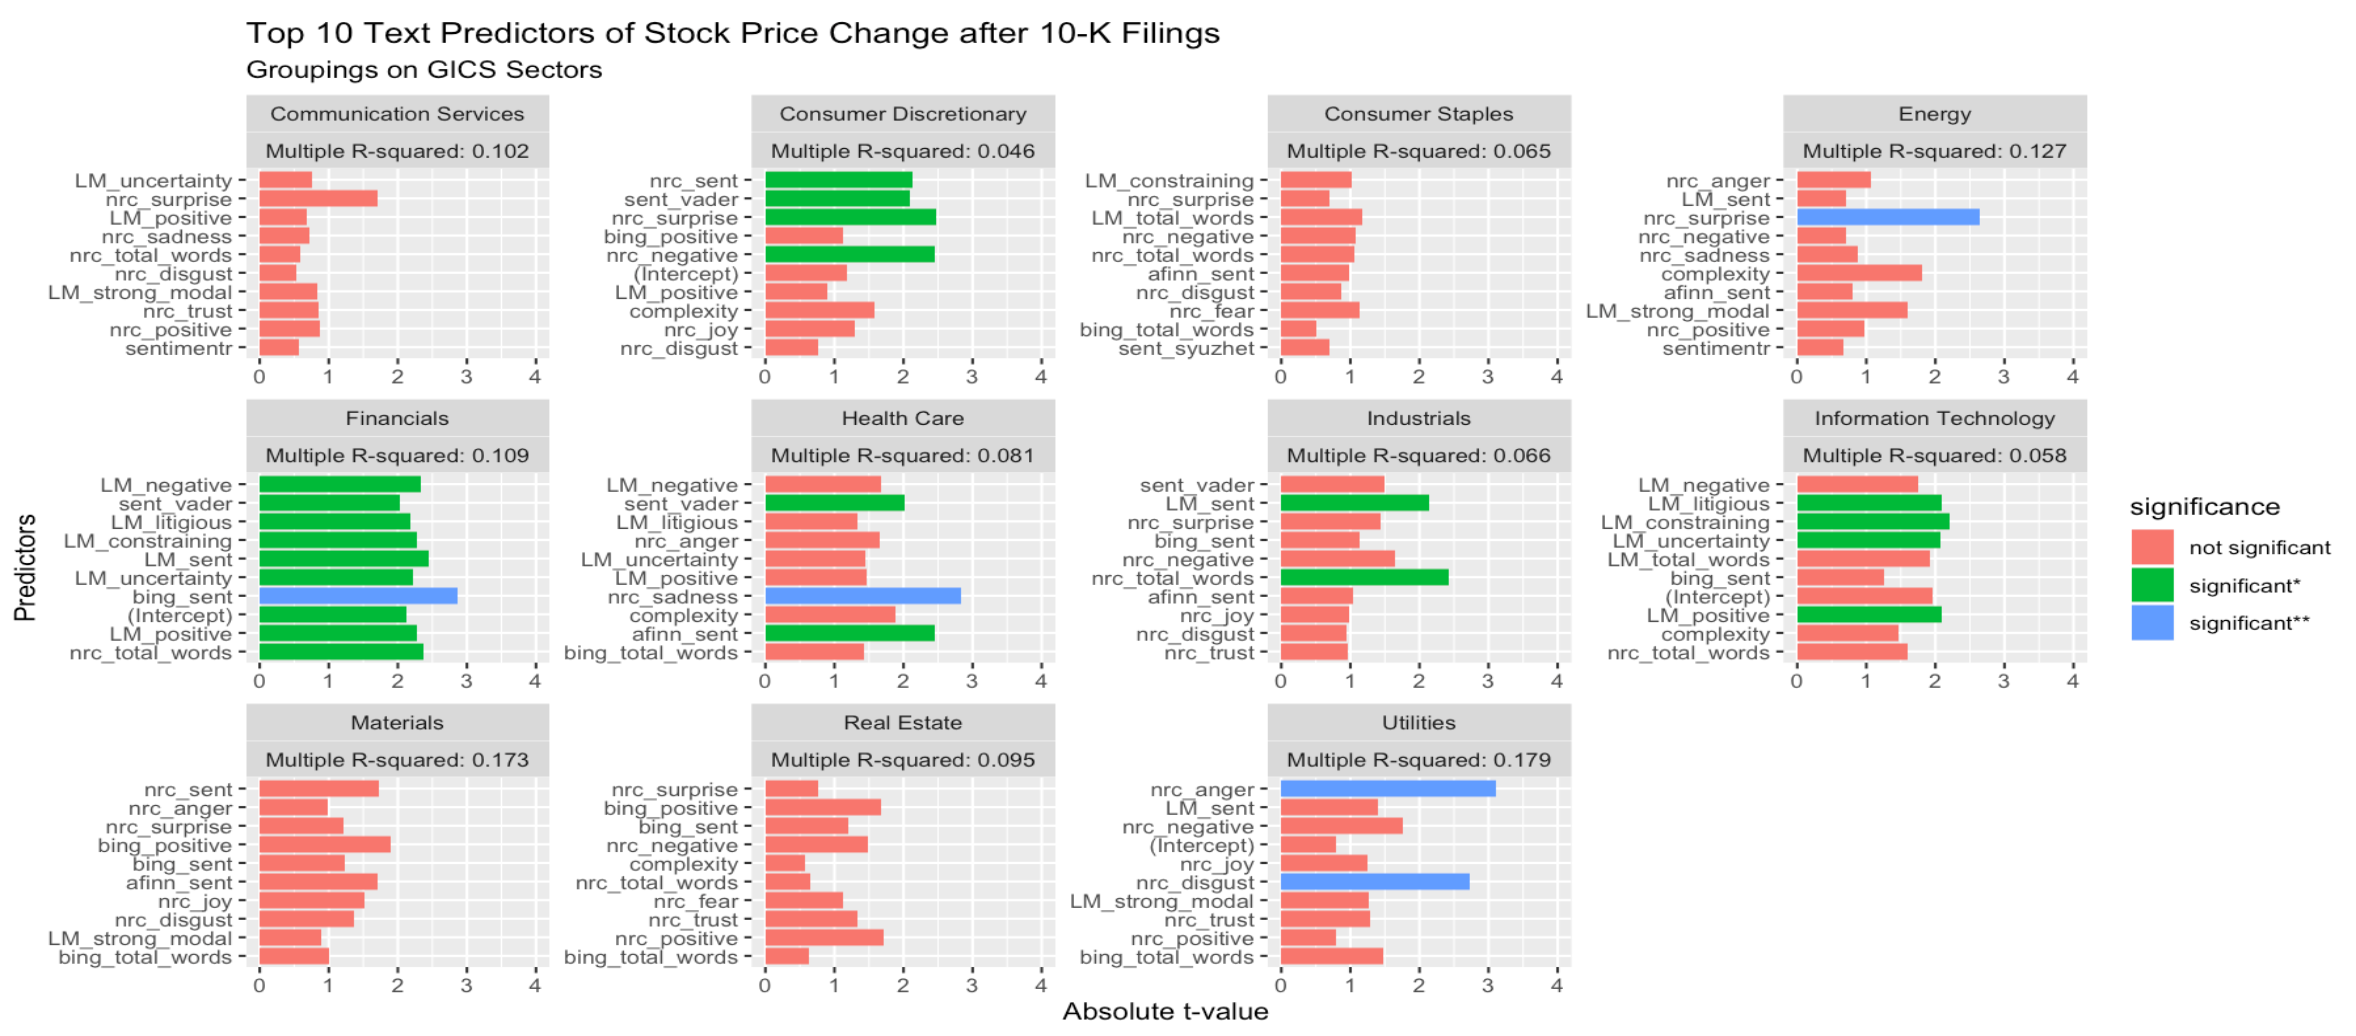 Top 10 Text Predictors of Stock Price Change after 10-K Filings
Groupings on GICS Sectors
Communication Services
Multiple R-squared: 0.102
LM_uncertainty
nrc_surprise
LM_positive
nrc_sadness
nrc_total_words
nrc_disgust
LM_strong_modal
nrc_trust
nrc_positive
sentimentr
0 1 2 3 4
Consumer Discretionary
Multiple R-squared: 0.046
nrc_sent
sent_vader
nrc_surprise
bing_positive
nrc_negative
(Intercept)
LM_positive
complexity
nrc_joy
nrc_disgust
0 1 2 3 4
Consumer Staples
Multiple R-squared: 0.065
LM_constraining
nrc_surprise
LM_total_words
nrc_negative
nrc_total_words
afinn_sent
nrc_disgust
nrc_fear
bing_total_words
sent_syuzhet
0 1 2 3 4
Energy
Multiple R-squared: 0.127
nrc_anger
LM_sent
nrc_surprise
nrc_negative
nrc_sadness
complexity
afinn_sent
LM_strong_modal
nrc_positive
sentimentr
0 1 2 3 4
Financials
Multiple R-squared: 0.109
LM_negative
sent_vader
LM_litigious
LM_constraining
LM_sent
LM_uncertainty
bing_sent
(Intercept)
LM_positive
nrc_total_words
0 1 2 3 4
Health Care
Multiple R-squared: 0.081
LM_negative
sent_vader
LM_litigious
nrc_anger
LM_uncertainty
LM_positive
nrc_sadness
complexity
afinn_sent
bing_total_words
0 1 2 3 4
Industrials
Multiple R-squared: 0.066
sent_vader
LM_sent
nrc_surprise
bing_sent
nrc_negative
nrc_total_words
afinn_sent
nrc_joy
nrc_disgust
nrc_trust
0 1 2 3 4
Information Technology
Multiple R-squared: 0.058
LM_negative
LM_litigious
LM_constraining
LM_uncertainty
LM_total_words
bing_sent
(Intercept)
LM_positive
complexity
nrc_total_words
0 1 2 3 4
Materials
Multiple R-squared: 0.173
nrc_sent
nrc_anger
nrc_surprise
bing_positive
bing_sent
afinn_sent
nrc_joy
nrc_disgust
LM_strong_modal
bing_total_words
0 1 2 3 4
Real Estate
Multiple R-squared: 0.095
nrc_surprise
bing_positive
bing_sent
nrc_negative
complexity
nrc_total_words
nrc_fear
nrc_trust
nrc_positive
bing_total_words
0 1 2 3 4
Utilities
Multiple R-squared: 0.179
nrc_anger
LM_sent
nrc_negative
(Intercept)
nrc_joy
nrc_disgust
LM_strong_modal
nrc_trust
nrc_positive
bing_total_words
0 1 2 3 4
Predictors
Absolute t-value
significance
not significant
significant*
significant**